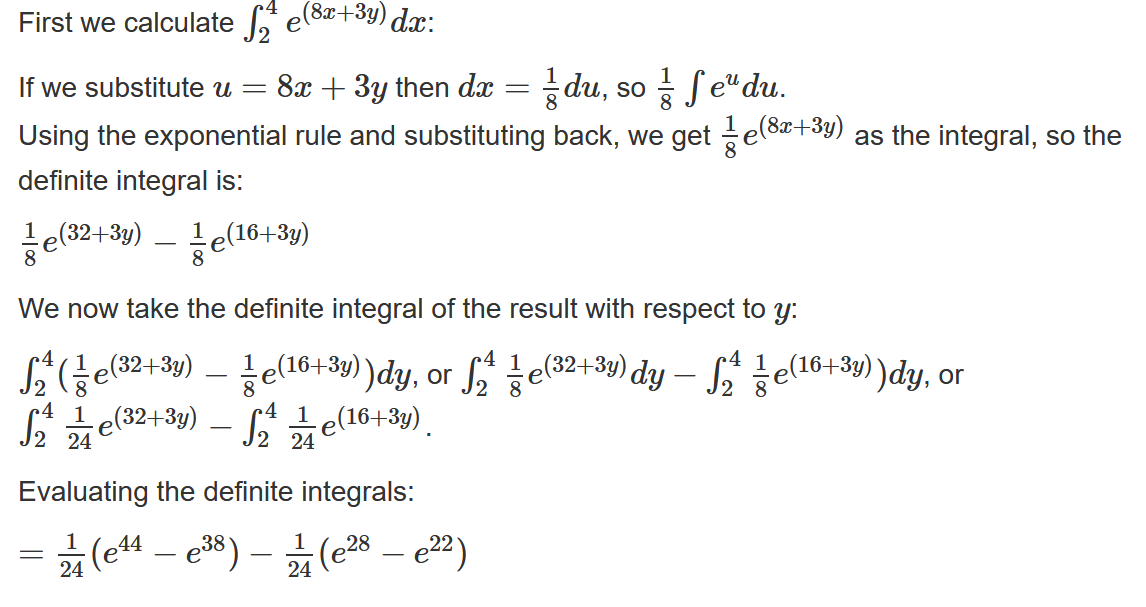 First we calculate $\int_2^4 e^{(8x+3y)}dx$:
If we substitute $u = 8x + 3y$ then $dx = \frac{1}{8}du$, so $\frac{1}{8}\int e^u du$.
Using the exponential rule and substituting back, we get $\frac{1}{8}e^{(8x+3y)}$ as the integral, so the
definite integral is:
$\frac{1}{8}e^{(32+3y)} - \frac{1}{8}e^{(16+3y)}$
We now take the definite integral of the result with respect to $y$:
$\int_2^4(\frac{1}{8}e^{(32+3y)} - \frac{1}{8}e^{(16+3y)})dy$, or $\int_2^4 \frac{1}{8}e^{(32+3y)}dy - \int_2^4 \frac{1}{8}e^{(16+3y)})dy$, or
$\int_2^4 \frac{1}{24}e^{(32+3y)} - \int_2^4 \frac{1}{24}e^{(16+3y)}$.
Evaluating the definite integrals:
$= \frac{1}{24}(e^{44} - e^{38}) - \frac{1}{24}(e^{28} - e^{22})$